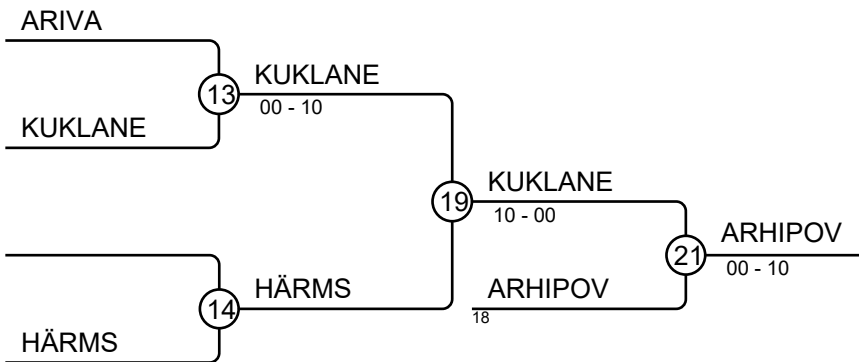 ARIVA
13
KUKLANE
00 - 10
KUKLANE
19
KUKLANE
10 - 00
21
ARHIPOV
00 - 10
14
HÄRMS
ARHIPOV
18
HÄRMS